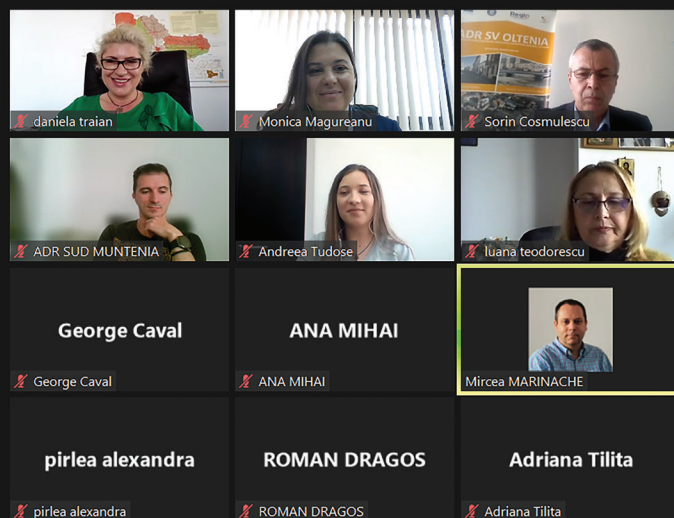 Regio
ADR SV OLTENIA
daniela traian
Monica Magureanu
Sorin Cosmulescu
ADR SUD MUNTENIA
Andreea Tudose
luana teodorescu
George Caval
ANA MIHAI
George Caval
ANA MIHAI
Mircea MARINACHE
pirlea alexandra
ROMAN DRAGOS
Adriana Tilita
pirlea alexandra
ROMAN DRAGOS
Adriana Tilita